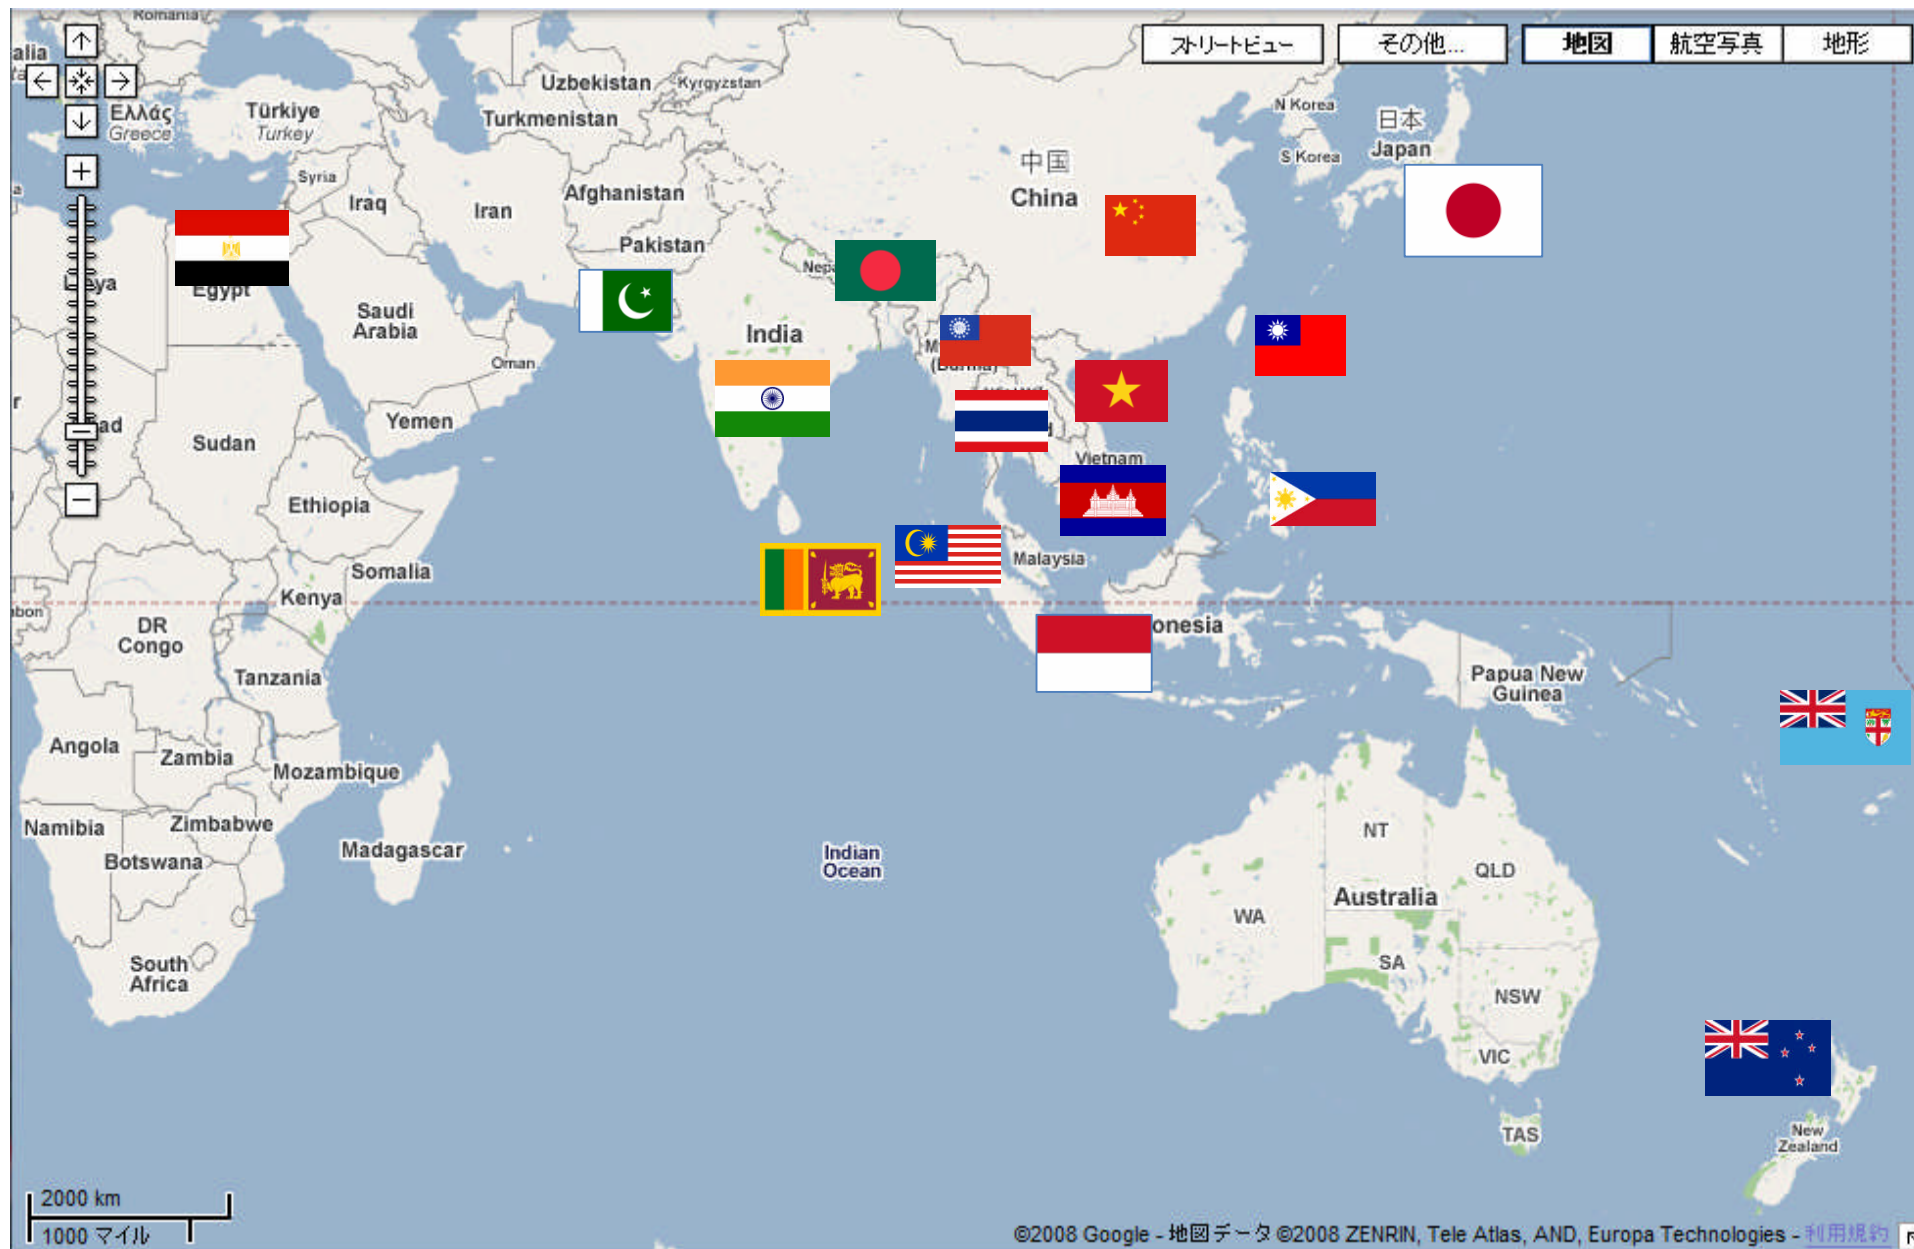 Romania
ストリートビュー
その他...
地図
航空写真
地形
alia
Uzbekistan
Kyrgyzstan
Ελλάς
Greece
Türkiye
Turkey
Turkmenistan
N Korea
日本
Japan
S Korea
中国
China
Syria
Iraq
Iran
Afghanistan
Pakistan
Nepa
Egypt
Saudi
Arabia
India
Oman
(Burma)
Yemen
ad
Sudan
Vietnam
Ethiopia
Malaysia
Somalia
Kenya
bon
DR
Congo
onesia
Tanzania
Papua New
Guinea
Angola
Zambia
Mozambique
Namibia
Zimbabwe
Botswana
Madagascar
Indian
Ocean
NT
QLD
Australia
WA
SA
South
Africa
NSW
VIC
TAS
New
Zealand
2000 km
1000 マイル
©2008 Google - 地図データ ©2008 ZENRIN, Tele Atlas, AND, Europa Technologies - 利用規約